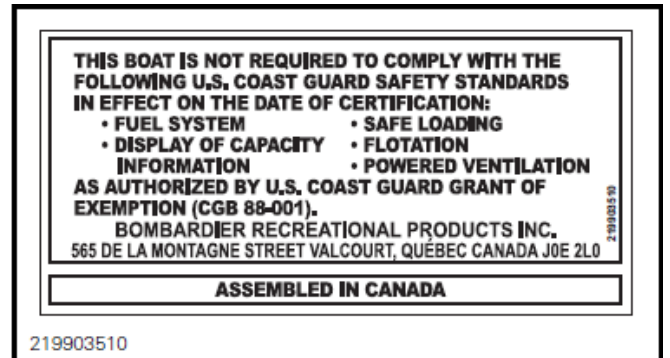 THIS BOAT IS NOT REQUIRED TO COMPLY WITH THE
FOLLOWING U.S. COAST GUARD SAFETY STANDARDS
IN EFFECT ON THE DATE OF CERTIFICATION:
• FUEL SYSTEM • SAFE LOADING
• DISPLAY OF CAPACITY • FLOTATION
INFORMATION • POWERED VENTILATION
AS AUTHORIZED BY U.S. COAST GUARD GRANT OF
EXEMPTION (CGB 88-001).
BOMBARDIER RECREATIONAL PRODUCTS INC.
565 DE LA MONTAGNE STREET VALCOURT, QUÉBEC CANADA J0E 2L0
219903510
ASSEMBLED IN CANADA
219903510